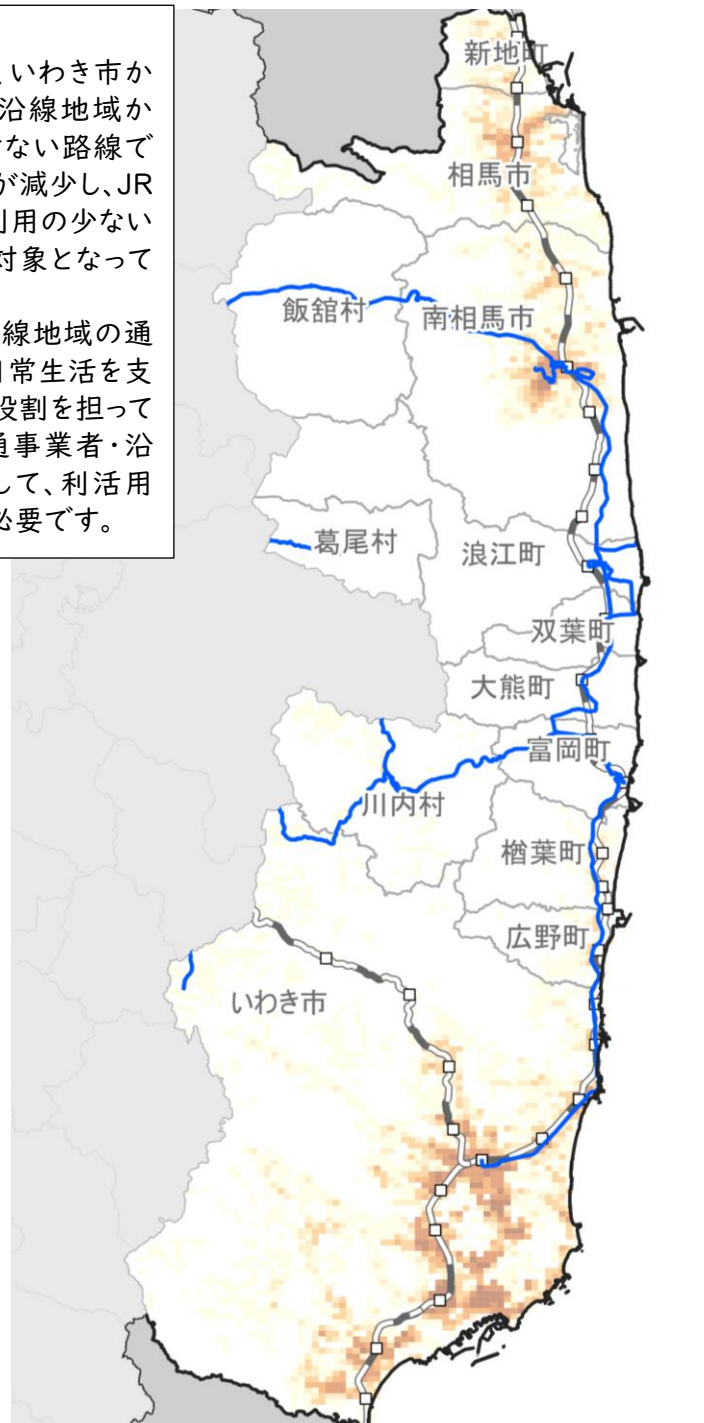 、いわき市か
沿線地域か
ない路線で
が減少し、JR
利用の少ない
対象となって
線地域の通
常生活を支
役割を担って
通事業者・沿
して、利活用
必要です。
新地町
相馬市
飯舘村
南相馬市
葛尾村
浪江町
双葉町
大熊町
富岡町
川内村
楢葉町
広野町
いわき市